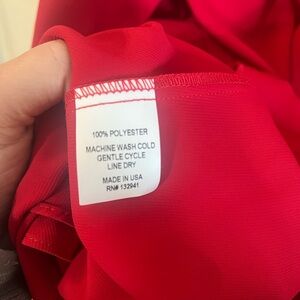 100% POLYESTER
MACHINE WASH COLD
GENTLE CYCLE
LINE DRY
MADE IN USA
RN# 132941